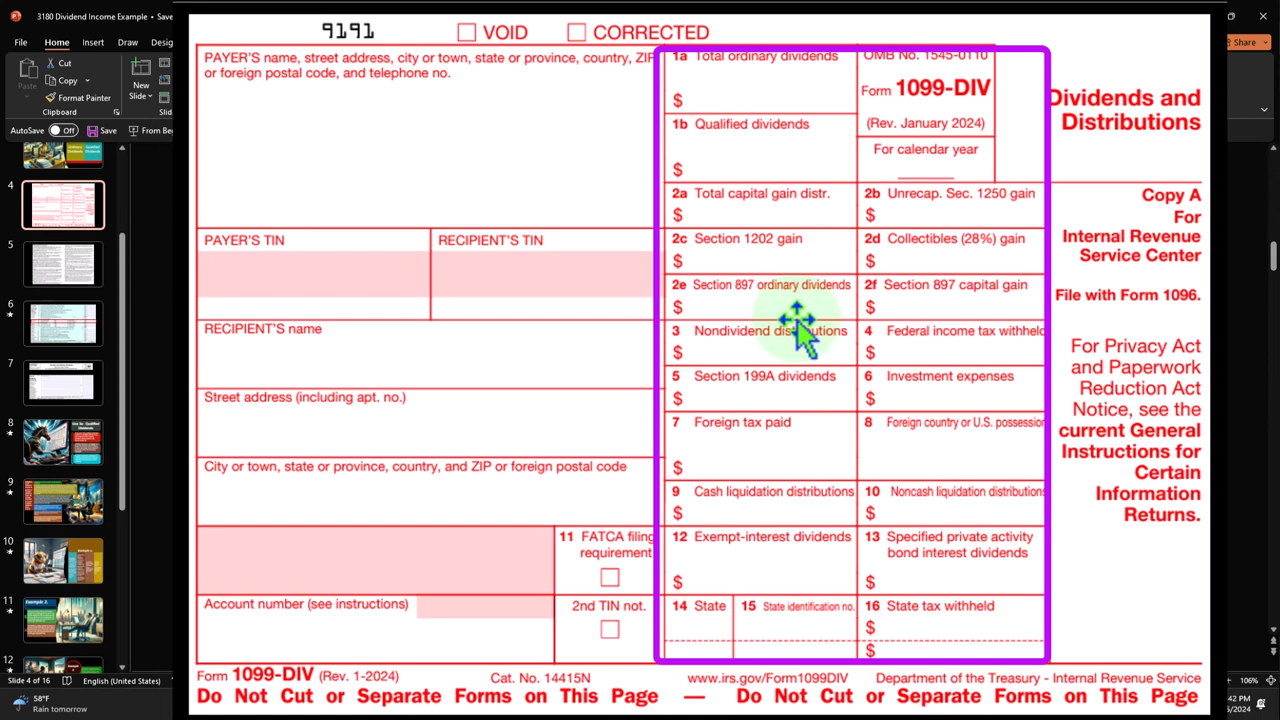 3180 Dividend Income Example • Save
File Home Insert Draw Desig
Paste
Cut
Copy
Format Painter
Clipboard
New
Slide
AutoSave Off Save From Be
Share
4
5
6
7
8
9
10
11
12
Slide 4 of 16 English (United States)
106%
58°F
Rain tomorrow
9191 VOID CORRECTED
PAYER'S name, street address, city or town, state or province, country, ZIP
or foreign postal code, and telephone no.
1a Total ordinary dividends
$
OMB No. 1545-0110
Form 1099-DIV
(Rev. January 2024)
For calendar year
Dividends and
Distributions
1b Qualified dividends
$
2a Total capital gain distr.
$
2b Unrecap. Sec. 1250 gain
$
Copy A
For
Internal Revenue
Service Center
File with Form 1096.
For Privacy Act
and Paperwork
Reduction Act
Notice, see the
current General
Instructions for
Certain
Information
Returns.
PAYER'S TIN
RECIPIENT'S TIN
2c Section 1202 gain
$
2d Collectibles (28%) gain
$
2e Section 897 ordinary dividends
$
2f Section 897 capital gain
$
RECIPIENT'S name
3 Nondividend distributions
$
4 Federal income tax withheld
$
5 Section 199A dividends
$
6 Investment expenses
$
Street address (including apt. no.)
7 Foreign tax paid
$
8 Foreign country or U.S. possession
City or town, state or province, country, and ZIP or foreign postal code
9 Cash liquidation distributions
$
10 Noncash liquidation distributions
$
11 FATCA filing
requirement
12 Exempt-interest dividends
$
13 Specified private activity
bond interest dividends
$
Account number (see instructions)
2nd TIN not.
14 State
15 State identification no.
16 State tax withheld
$
$
Form 1099-DIV (Rev. 1-2024) Cat. No. 14415N www.irs.gov/Form1099DIV Department of the Treasury - Internal Revenue Service
Do Not Cut or Separate Forms on This Page — Do Not Cut or Separate Forms on This Page